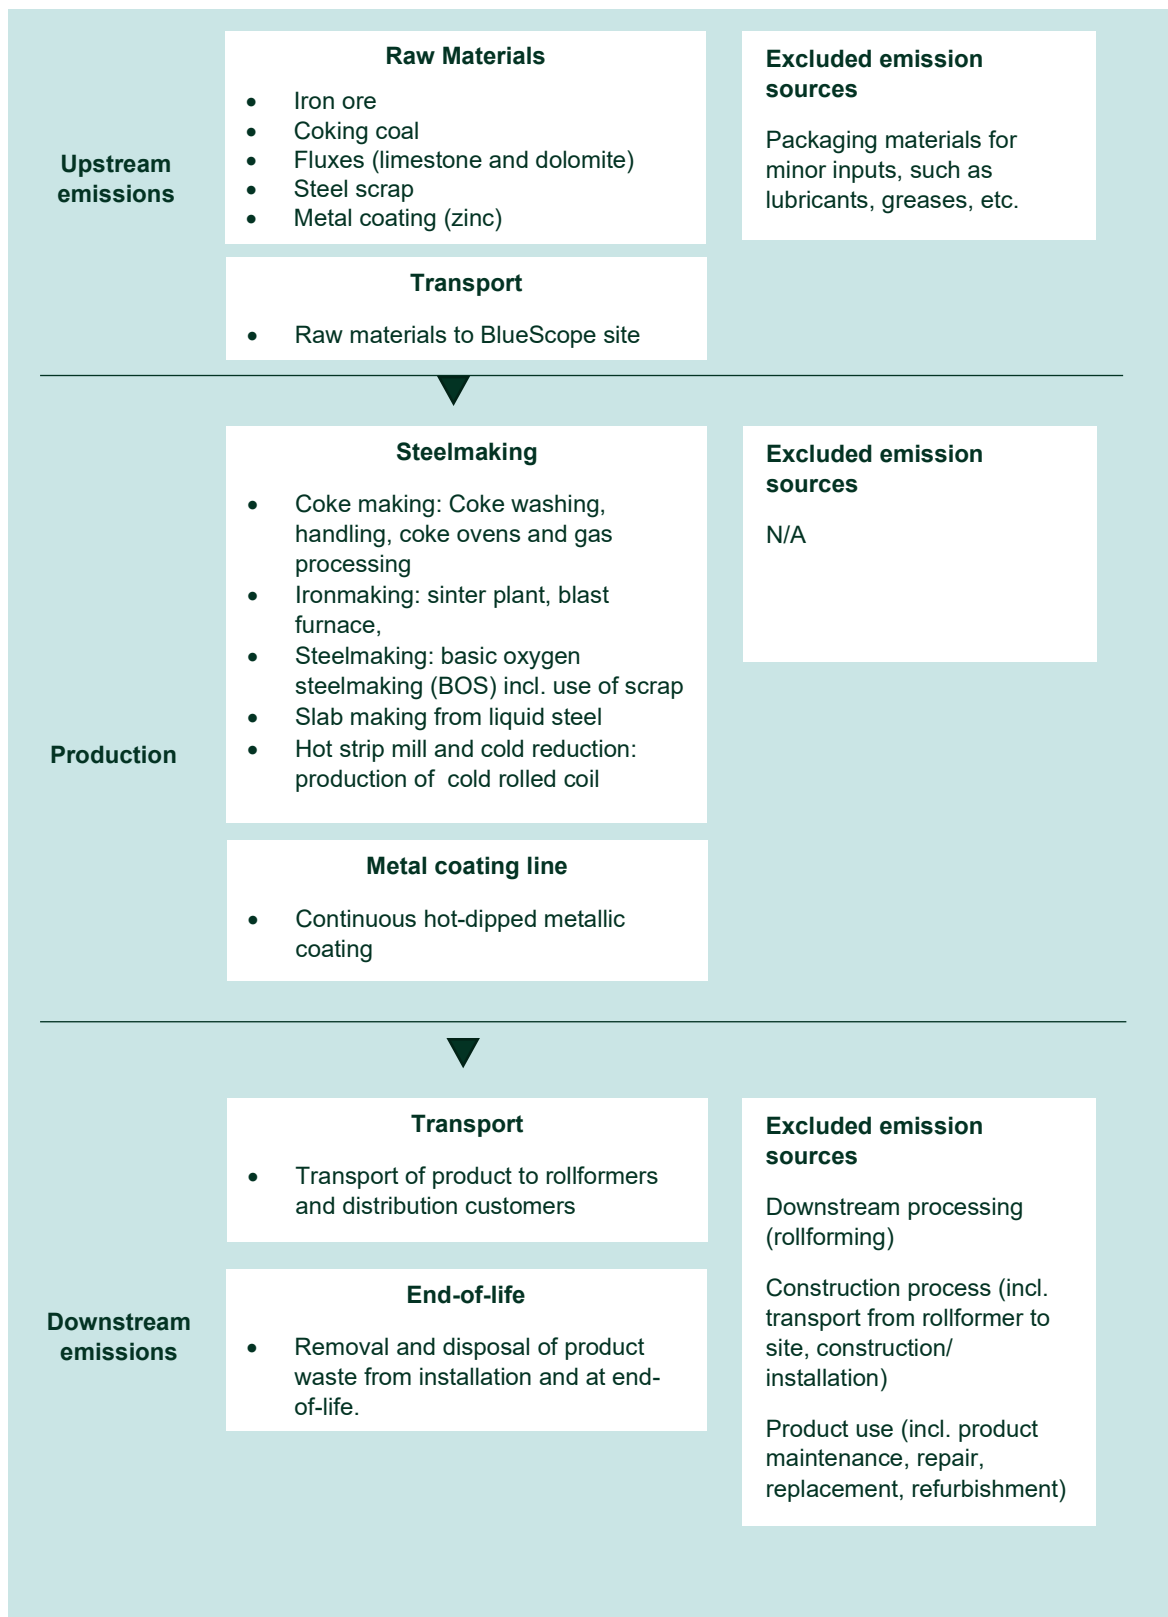 Upstream
emissions
Raw Materials
• Iron ore
• Coking coal
• Fluxes (limestone and dolomite)
• Steel scrap
• Metal coating (zinc)
Transport
• Raw materials to BlueScope site
Excluded emission
sources
Packaging materials for
minor inputs, such as
lubricants, greases, etc.
Production
Steelmaking
• Coke making: Coke washing,
handling, coke ovens and gas
processing
• Ironmaking: sinter plant, blast
furnace,
• Steelmaking: basic oxygen
steelmaking (BOS) incl. use of scrap
• Slab making from liquid steel
• Hot strip mill and cold reduction:
production of  cold rolled coil
Metal coating line
• Continuous hot-dipped metallic
coating
Excluded emission
sources
N/A
Downstream
emissions
Transport
• Transport of product to rollformers
and distribution customers
End-of-life
• Removal and disposal of product
waste from installation and at end-
of-life.
Excluded emission
sources
Downstream processing
(rollforming)
Construction process (incl.
transport from rollformer to
site, construction/
installation)
Product use (incl. product
maintenance, repair,
replacement, refurbishment)